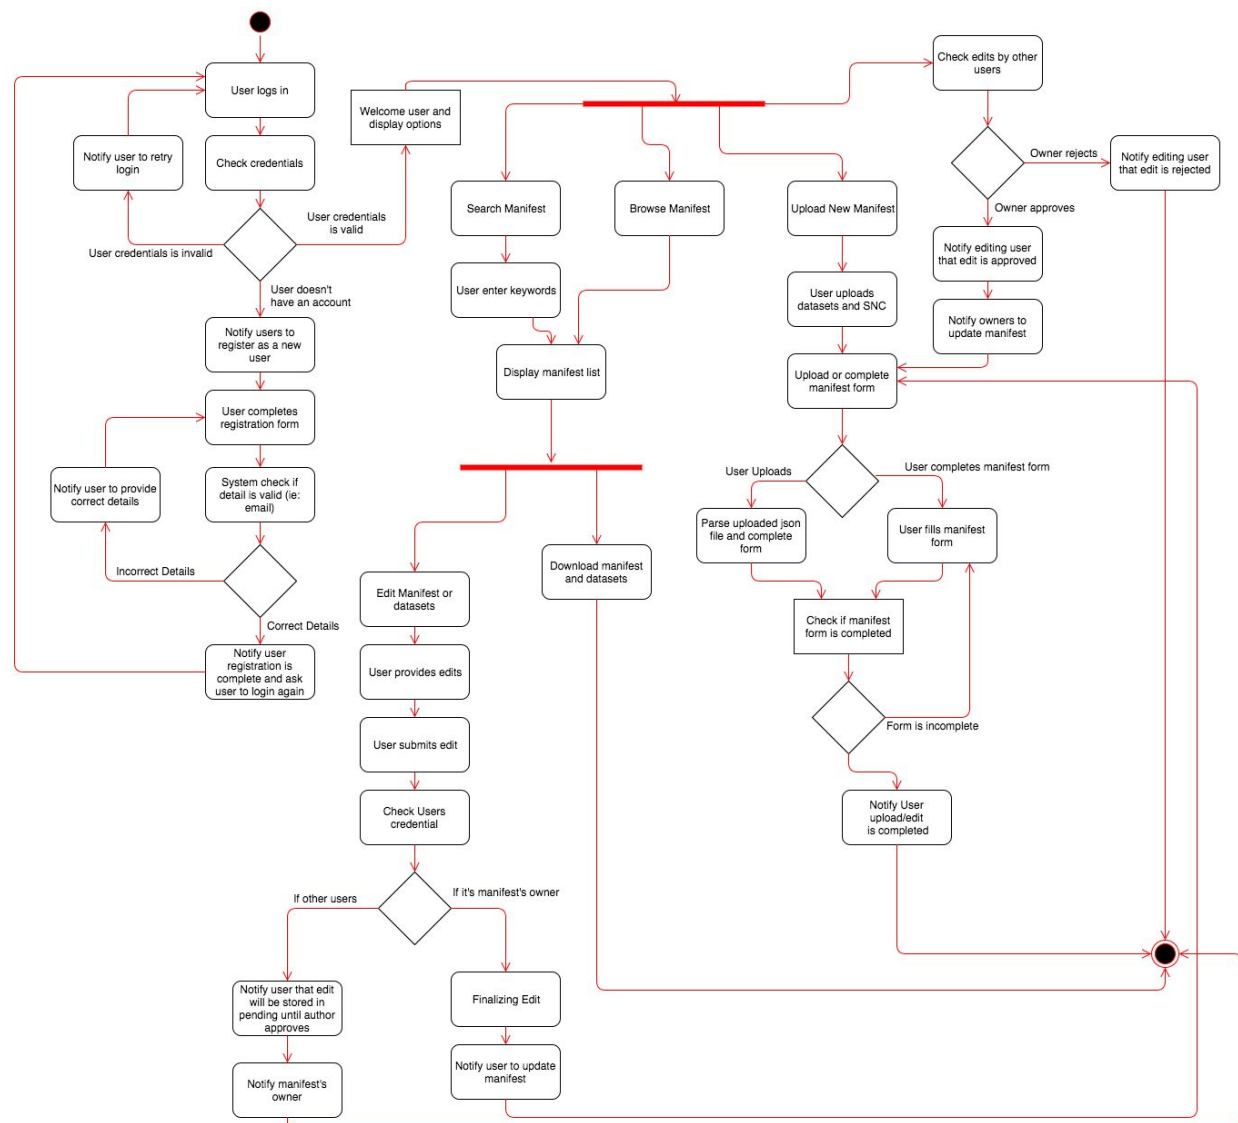 User logs in
Check credentials
Notify user to retry
login
User credentials is invalid
User credentials
is valid
Welcome user and
display options
User doesn't
have an account
Notify users to
register as a new
user
User completes
registration form
System check if
detail is valid (ie:
email)
Notify user to provide
correct details
Incorrect Details
Correct Details
Notify user
registration is
complete and ask
user to login again
Search Manifest
User enter keywords
Browse Manifest
Display manifest list
Edit Manifest or
datasets
User provides edits
User submits edit
Check Users
credential
If other users
If it's manifest's owner
Notify user that edit
will be stored in
pending until author
approves
Notify manifest's
owner
Finalizing Edit
Notify user to update
manifest
Download manifest
and datasets
Upload New Manifest
User uploads
datasets and SNC
Upload or complete
manifest form
User Uploads
User completes manifest form
Parse uploaded json
file and complete
form
User fills manifest
form
Check if manifest
form is completed
Form is incomplete
Notify User
upload/edit
is completed
Check edits by other
users
Owner rejects
Notify editing user
that edit is rejected
Owner approves
Notify editing user
that edit is approved
Notify owners to
update manifest